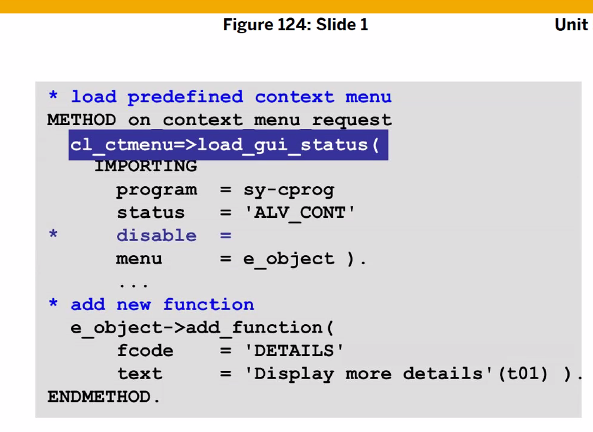 Figure 124: Slide 1 Unit
* load predefined context menu
METHOD on_context_menu_request
cl_ctmenu=>load_gui_status(
IMPORTING
program = sy-cprog
status = 'ALV_CONT'
* disable =
menu = e_object ).
...
* add new function
e_object->add_function(
fcode = 'DETAILS'
text = 'Display more details'(t01) ).
ENDMETHOD.